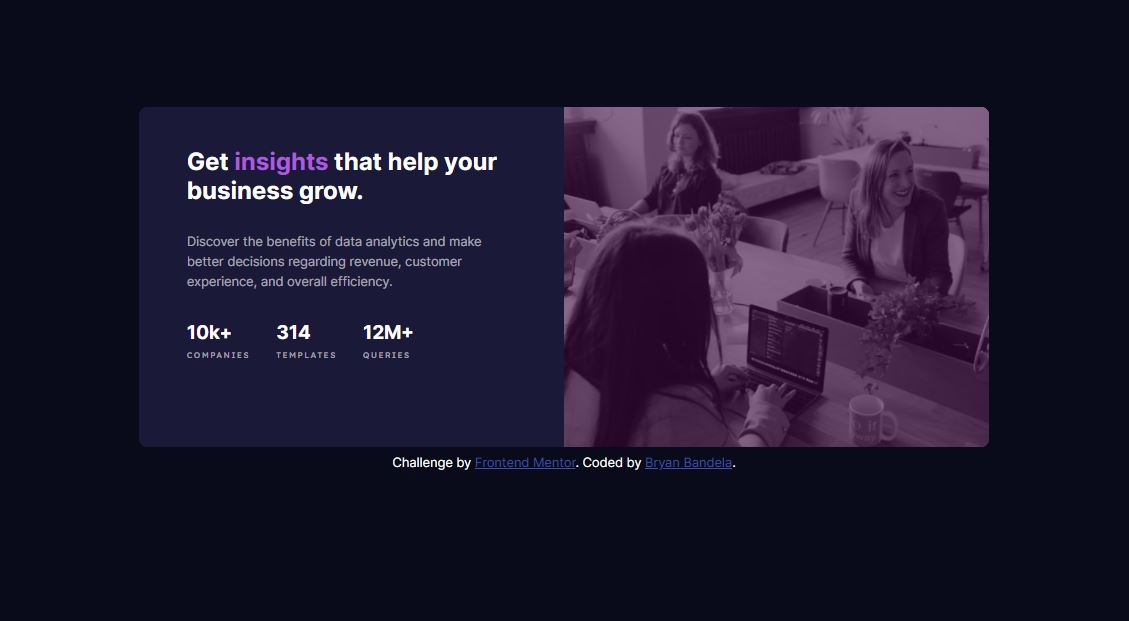 Get insights that help your
business grow.
Discover the benefits of data analytics and make
better decisions regarding revenue, customer
experience, and overall efficiency.
10k+ 314 12M+
COMPANIES TEMPLATES QUERIES
Challenge by Frontend Mentor. Coded by Bryan Bandela.